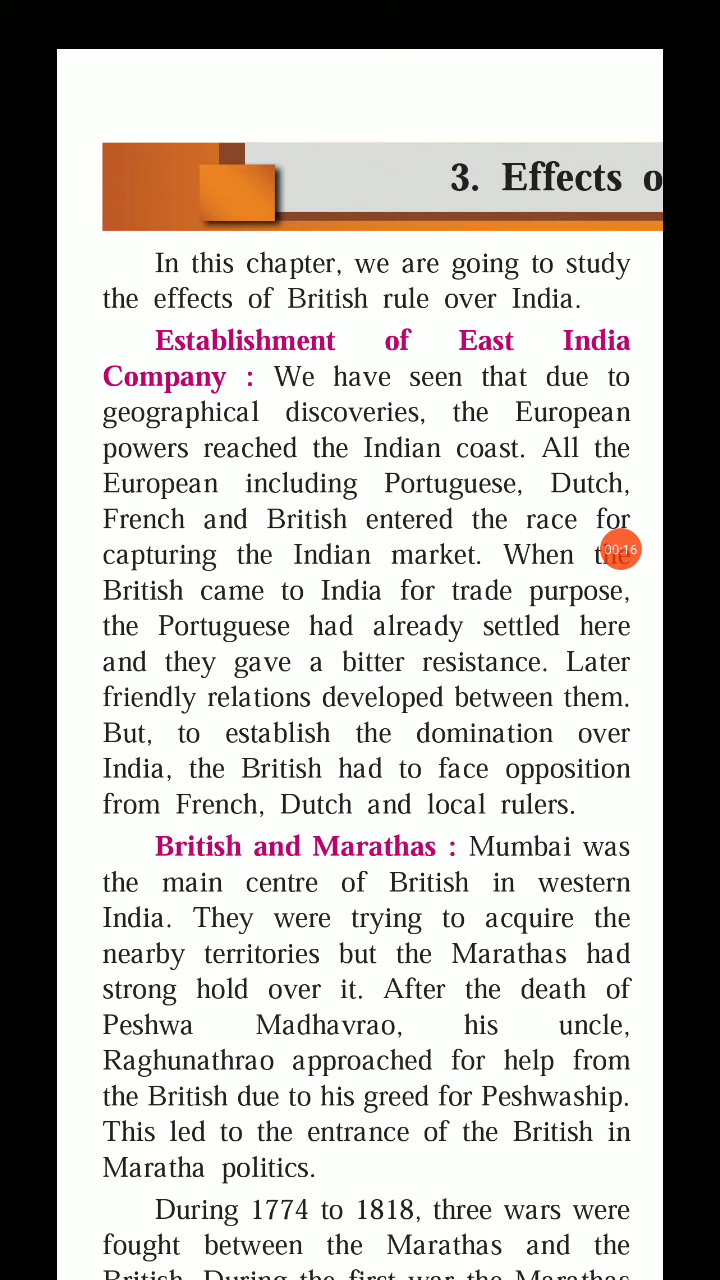 3. Effects o
In this chapter, we are going to study
the effects of British rule over India.
Establishment of East India
Company : We have seen that due to
geographical discoveries, the European
powers reached the Indian coast. All the
European including Portuguese, Dutch,
French and British entered the race for
capturing the Indian market. When the
00:16
British came to India for trade purpose,
the Portuguese had already settled here
and they gave a bitter resistance. Later
friendly relations developed between them.
But, to establish the domination over
India, the British had to face opposition
from French, Dutch and local rulers.
British and Marathas : Mumbai was
the main centre of British in western
India. They were trying to acquire the
nearby territories but the Marathas had
strong hold over it. After the death of
Peshwa Madhavrao, his uncle,
Raghunathrao approached for help from
the British due to his greed for Peshwaship.
This led to the entrance of the British in
Maratha politics.
During 1774 to 1818, three wars were
fought between the Marathas and the
British. During the first war the Marathas